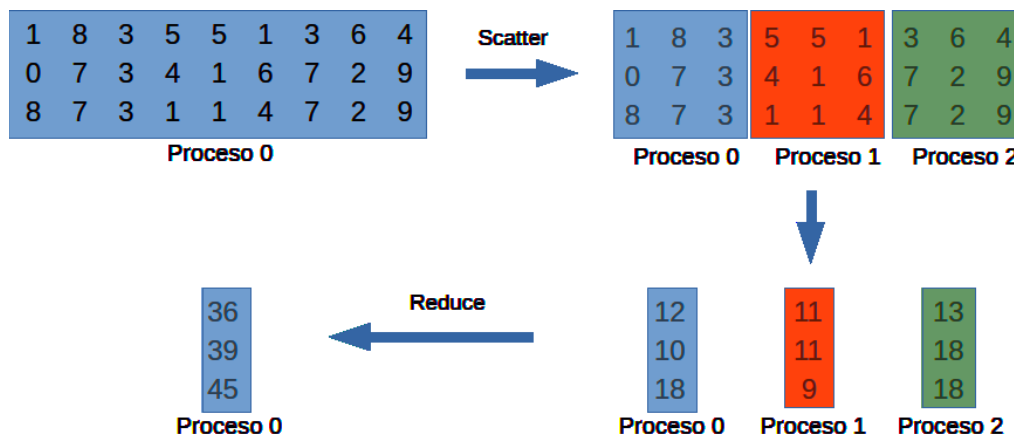 1 8 3 5 5 1 3 6 4
0 7 3 4 1 6 7 2 9
8 7 3 1 1 4 7 2 9
Proceso 0
Scatter
1 8 3 5 5 1 3 6 4
0 7 3 4 1 6 7 2 9
8 7 3 1 1 4 7 2 9
Proceso 0 Proceso 1 Proceso 2
36
39
45
Proceso 0
Reduce
12 11 13
10 11 18
18 9 18
Proceso 0 Proceso 1 Proceso 2